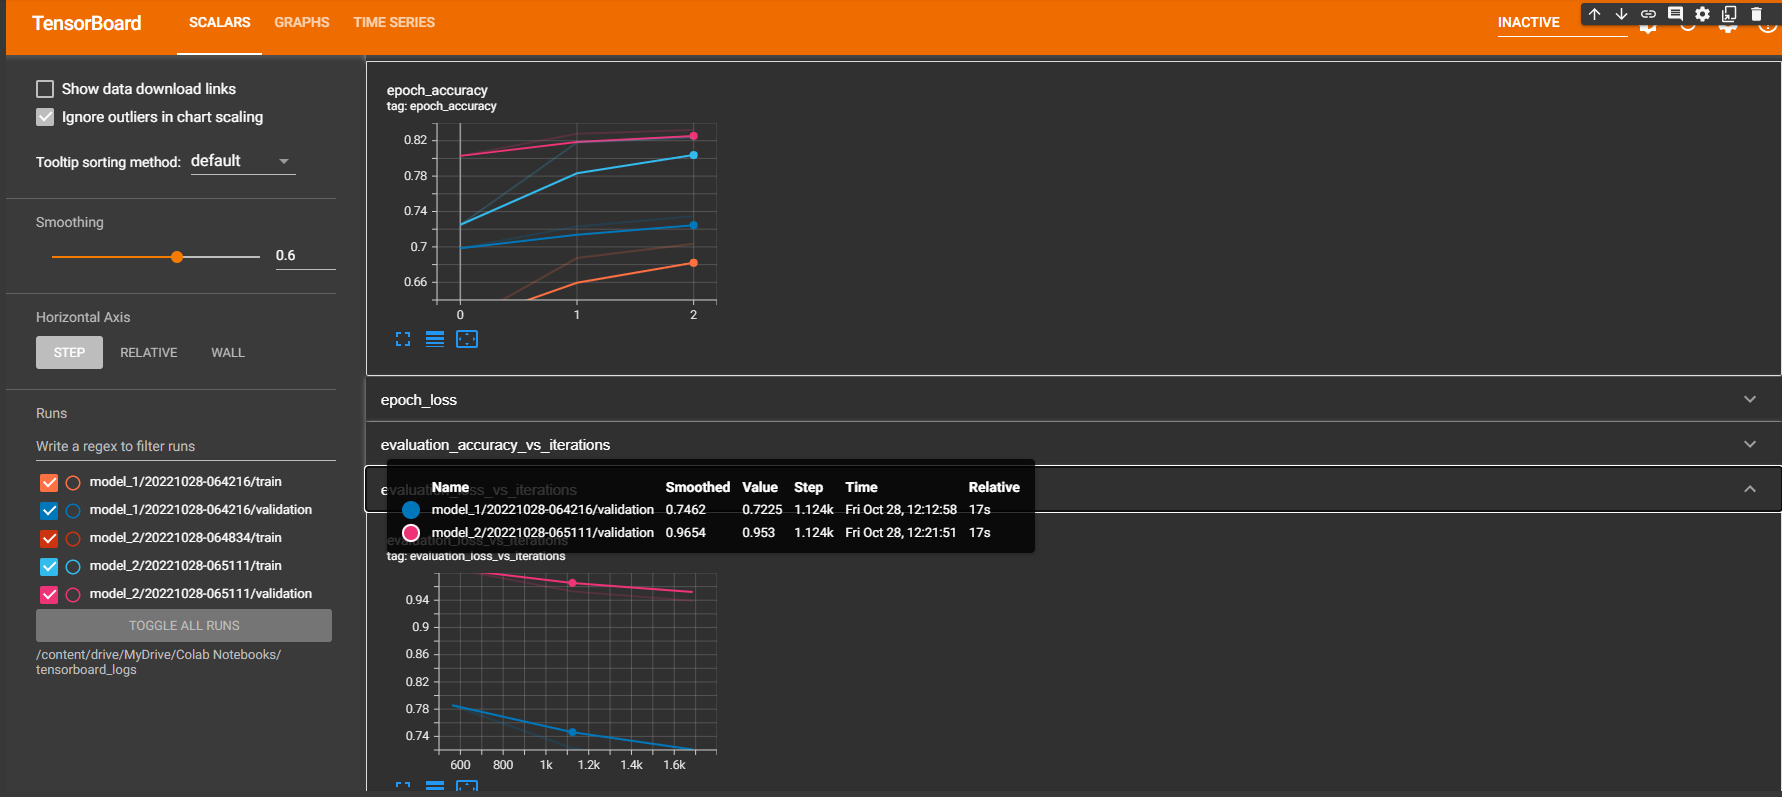 TensorBoard SCALARS GRAPHS TIME SERIES INACTIVE
Show data download links
Ignore outliers in chart scaling
Tooltip sorting method: default
Smoothing
0.6
Horizontal Axis
STEP RELATIVE WALL
Runs
Write a regex to filter runs
model_1/20221028-064216/train
model_1/20221028-064216/validation
model_2/20221028-064834/train
model_2/20221028-065111/train
model_2/20221028-065111/validation
TOGGLE ALL RUNS
/content/drive/MyDrive/Colab Notebooks/
tensorboard_logs
epoch_accuracy
tag: epoch_accuracy
0.82
0.78
0.74
0.7
0.66
0 1 2
epoch_loss
evaluation_accuracy_vs_iterations
evaluation_loss_vs_iterations
Name Smoothed Value Step Time Relative
model_1/20221028-064216/validation 0.7462 0.7225 1.124k Fri Oct 28, 12:12:58 17s
model_2/20221028-065111/validation 0.9654 0.953 1.124k Fri Oct 28, 12:21:51 17s
evaluation_loss_vs_iterations
tag: evaluation_loss_vs_iterations
0.94
0.9
0.86
0.82
0.78
0.74
600 800 1k 1.2k 1.4k 1.6k